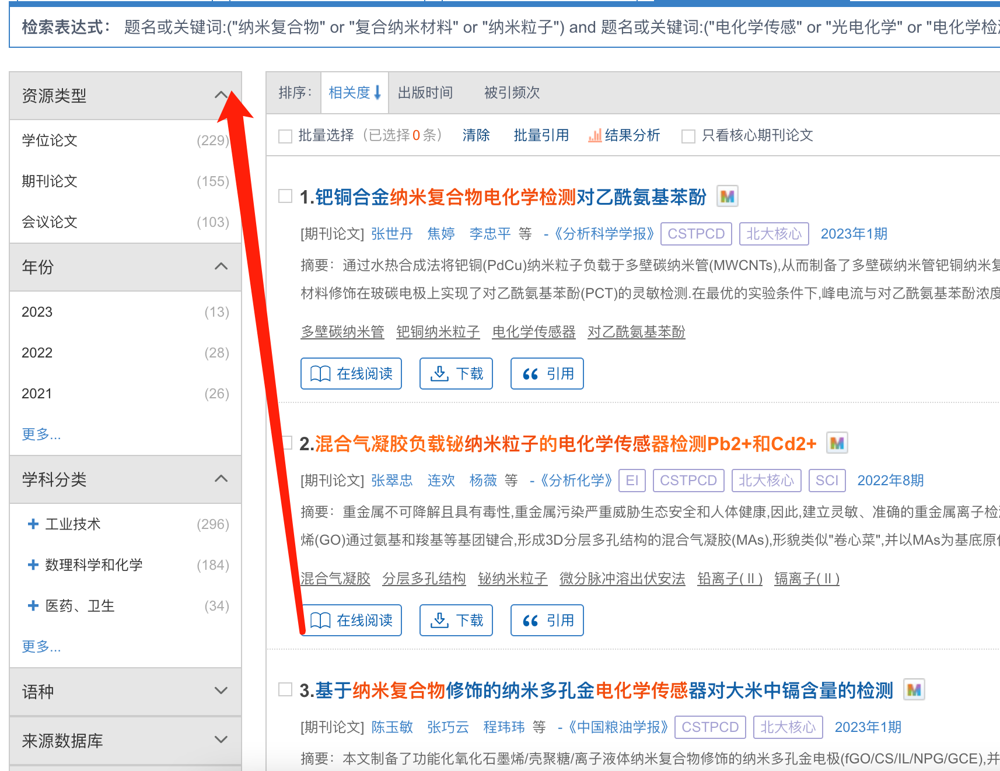 检索表达式： 题名或关键词:("纳米复合物" or "复合纳米材料" or "纳米粒子") and 题名或关键词:("电化学传感" or "光电化学" or "电化学检
资源类型
学位论文 (229)
期刊论文 (155)
会议论文 (103)
年份
2023 (13)
2022 (28)
2021 (26)
更多...
学科分类
工业技术 (296)
数理科学和化学 (184)
医药、卫生 (34)
更多...
语种
来源数据库
排序： 相关度 出版时间 被引频次
批量选择（已选择 0 条） 清除 批量引用 结果分析 只看核心期刊论文
1.钯铜合金纳米复合物电化学检测对乙酰氨基苯酚 M
[期刊论文] 张世丹 焦婷 李忠平 等 -《分析科学学报》 CSTPCD 北大核心 2023年1期
摘要：通过水热合成法将钯铜(PdCu)纳米粒子负载于多壁碳纳米管(MWCNTs),从而制备了多壁碳纳米管钯铜纳米复
材料修饰在玻碳电极上实现了对乙酰氨基苯酚(PCT)的灵敏检测.在最优的实验条件下,峰电流与对乙酰氨基苯酚浓度
多壁碳纳米管 钯铜纳米粒子 电化学传感器 对乙酰氨基苯酚
在线阅读 下载 引用
2.混合气凝胶负载铋纳米粒子的电化学传感器检测Pb2+和Cd2+ M
[期刊论文] 张翠忠 连欢 杨薇 等 -《分析化学》 EI CSTPCD 北大核心 SCI 2022年8期
摘要：重金属不可降解且具有毒性,重金属污染严重威胁生态安全和人体健康,因此,建立灵敏、准确的重金属离子检
烯(GO)通过氨基和羧基等基团键合,形成3D分层多孔结构的混合气凝胶(MAs),形貌类似"卷心菜",并以MAs为基底原
混合气凝胶 分层多孔结构 铋纳米粒子 微分脉冲溶出伏安法 铅离子(Ⅱ) 镉离子(Ⅱ)
在线阅读 下载 引用
3.基于纳米复合物修饰的纳米多孔金电化学传感器对大米中镉含量的检测 M
[期刊论文] 陈玉敏 张巧云 程玮玮 等 -《中国粮油学报》 CSTPCD 北大核心 2023年1期
摘要：本文制备了功能化氧化石墨烯/壳聚糖/离子液体纳米复合物修饰的纳米多孔金电极(fGO/CS/IL/NPG/GCE),并